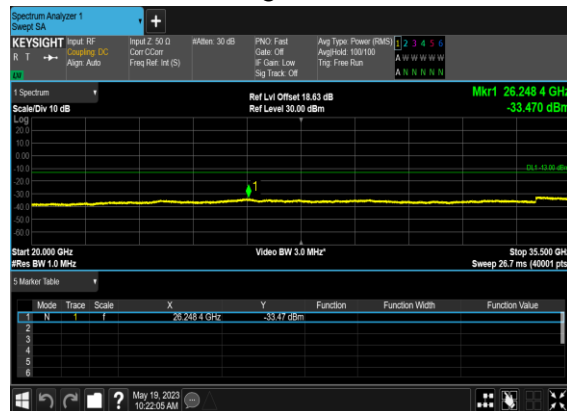 Spectrum Analyzer 1
Swept SA
KEYSIGHT Input: RF Input Z: 50 Ω #Atten: 30 dB PNO: Fast Avg Type: Power (RMS) 1 2 3 4 5 6
R T Coupling: DC Corr CCorr Gate: Off Avg|Hold: 100/100 A W W W W W
Align: Auto Freq Ref: Int (S) IF Gain: Low Trig: Free Run
Sig Track: Off A N N N N N
1 Spectrum Ref Lvl Offset 18.63 dB Mkr1 26.248 4 GHz
Scale/Div 10 dB Ref Level 30.00 dBm -33.470 dBm
Log
20.0
10.0
0.00
-10.0 DL1 -13.00 dBm
-20.0
-30.0 1
-40.0
-50.0
-60.0
Start 20.000 GHz Video BW 3.0 MHz* Stop 35.500 GHz
#Res BW 1.0 MHz Sweep 26.7 ms (40001 pts)
5 Marker Table
Mode Trace Scale X Y Function Function Width Function Value
1 N 1 f 26.248 4 GHz -33.47 dBm
2
3
4
5
6
? May 19, 2023
10:22:05 AM